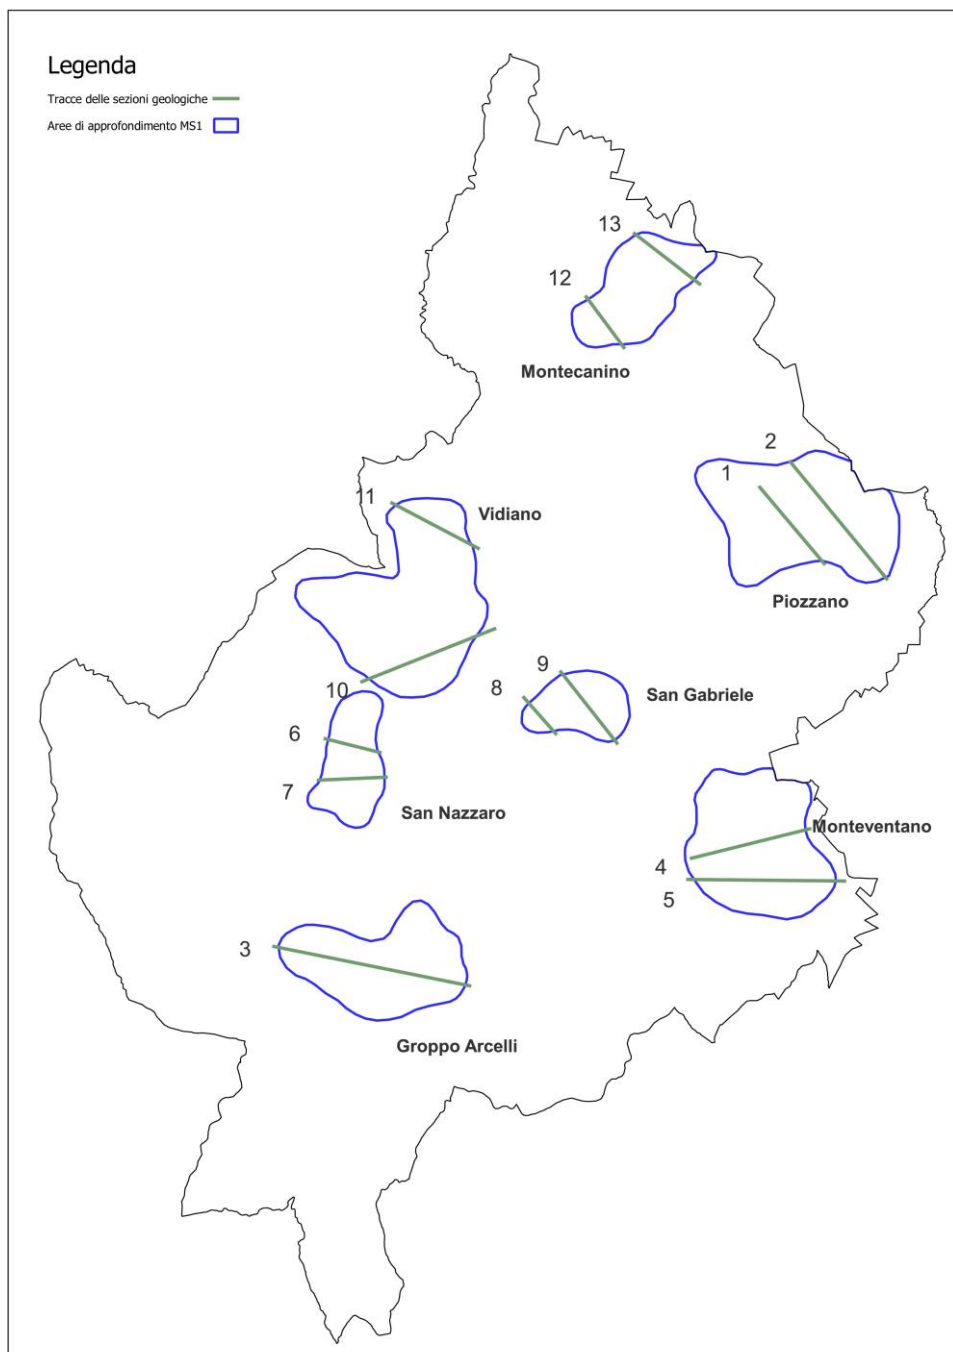 Legenda
Tracce delle sezioni geologiche
Aree di approfondimento MS1
13
12
Montecanino
2
1
11
Vidiano
Piozzano
9
8
San Gabriele
10
6
7
San Nazzaro
Monteventano
4
5
3
Groppo Arcelli